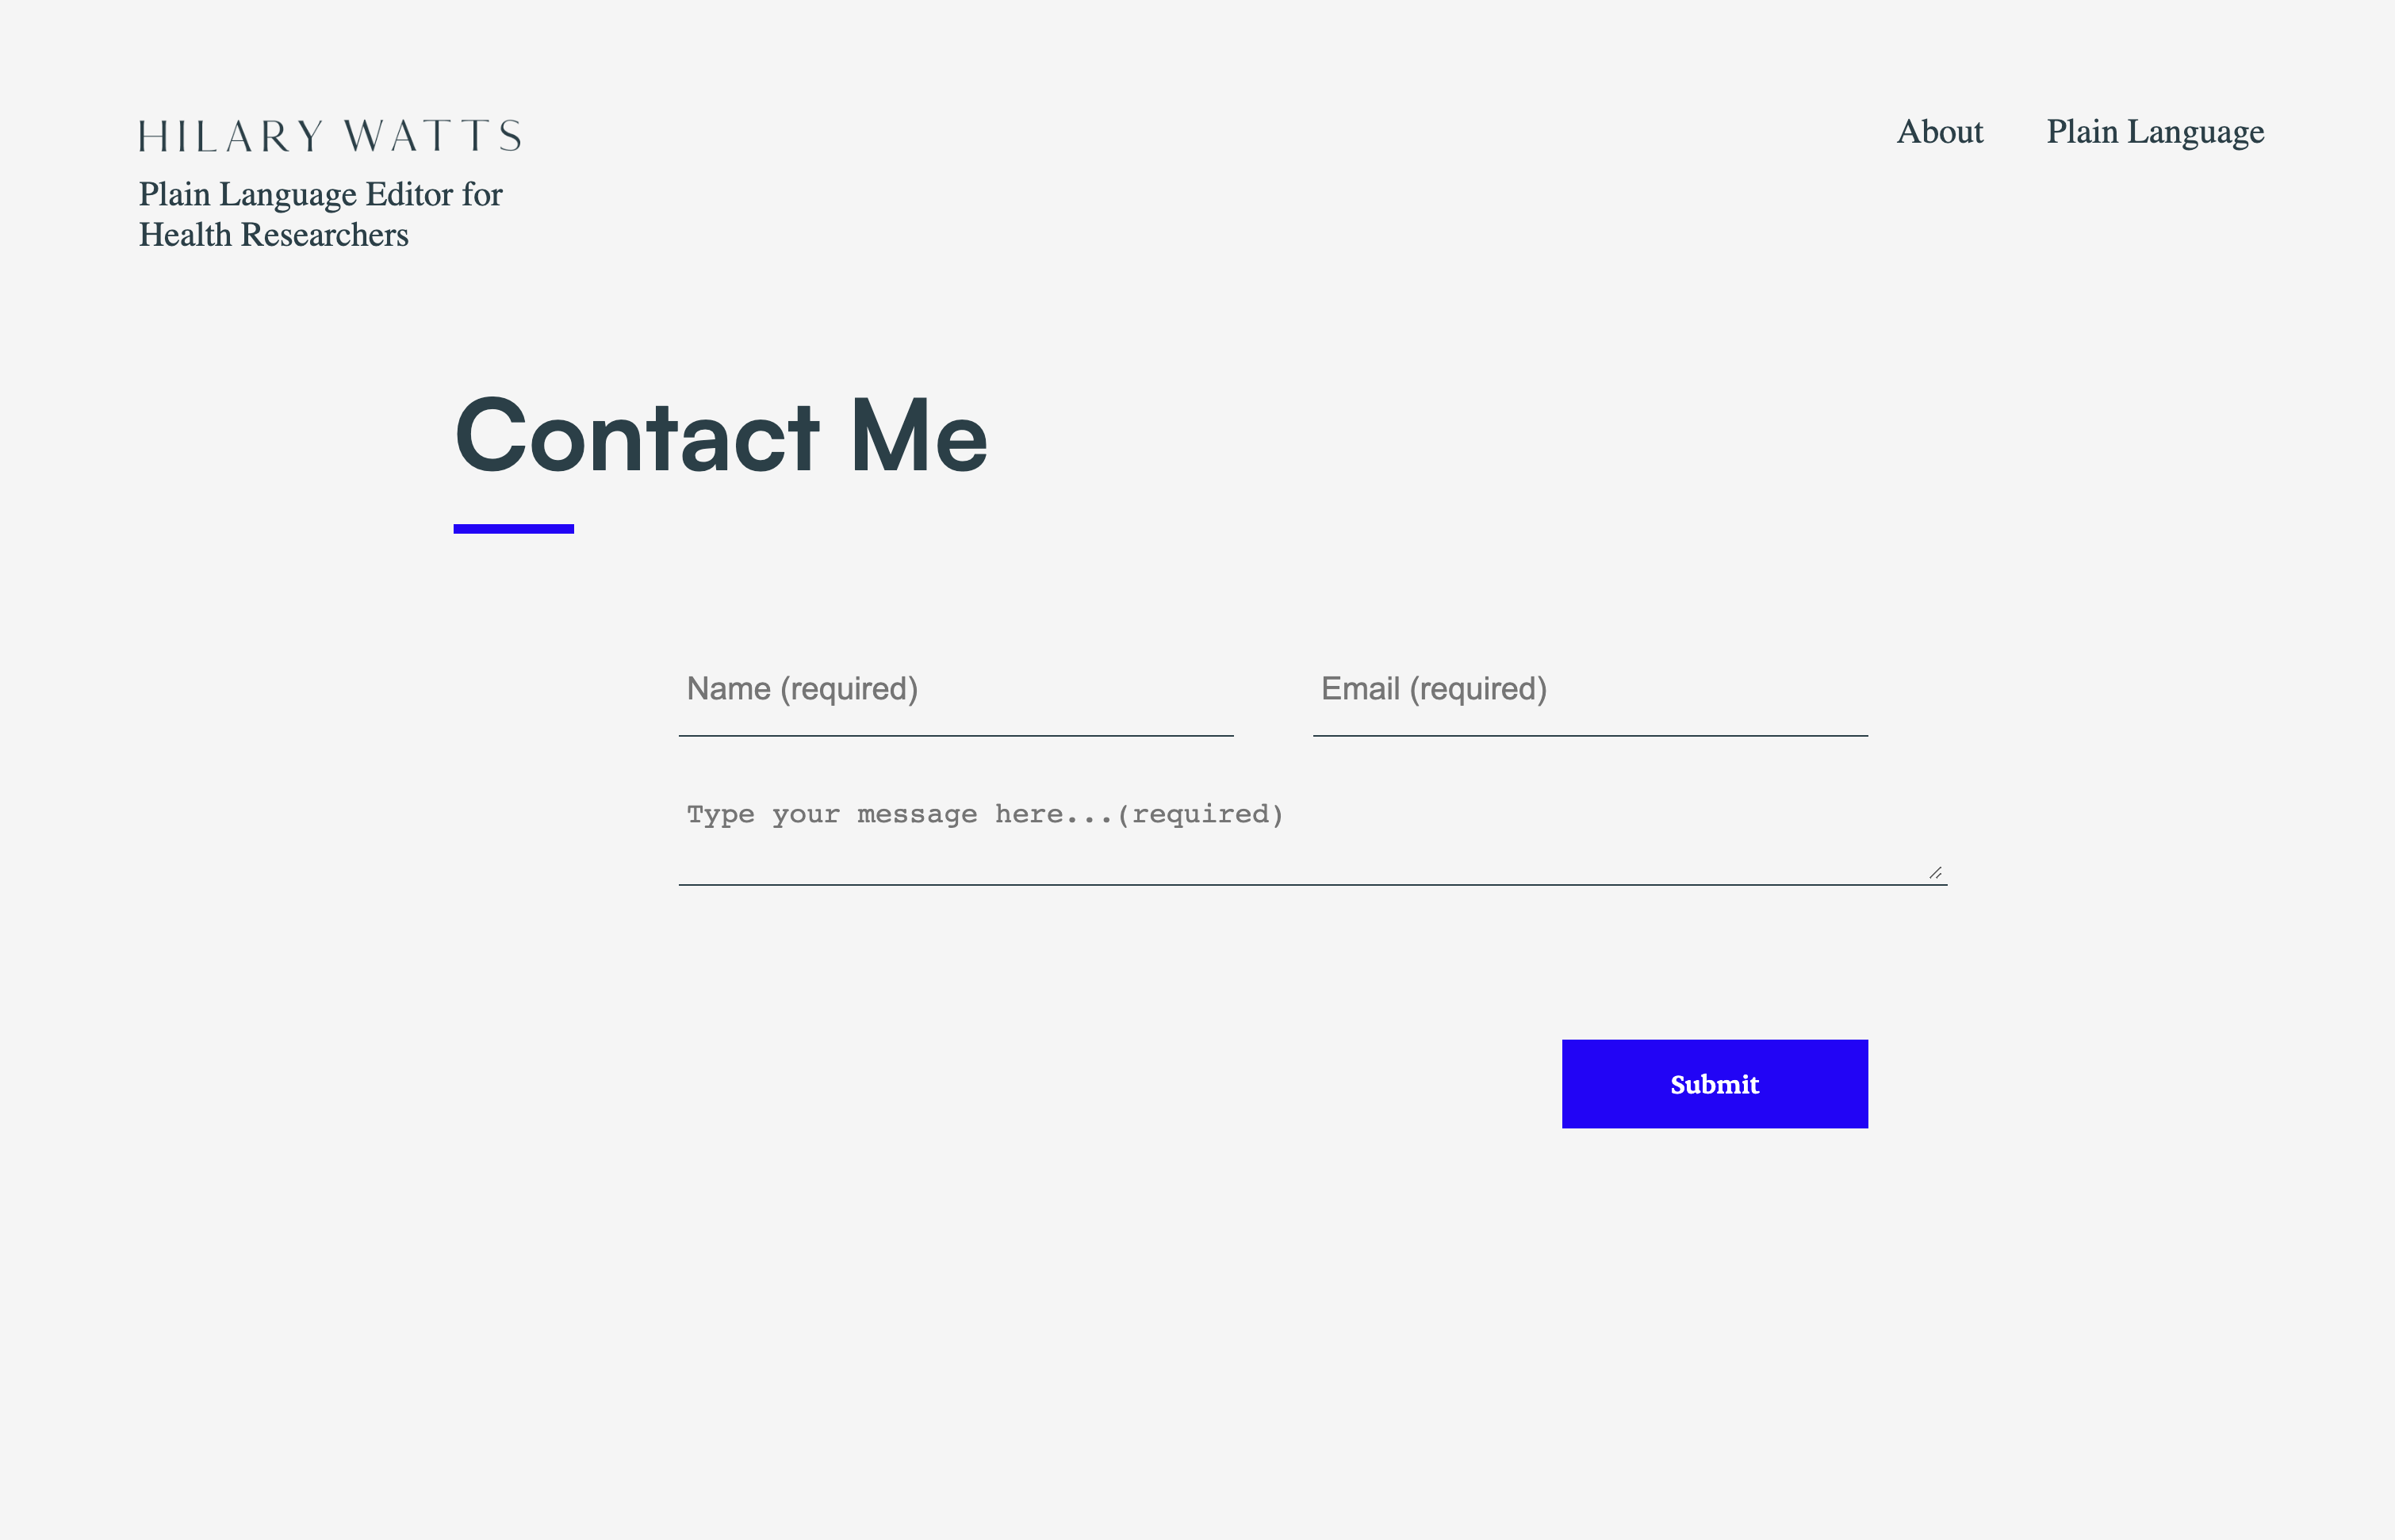 HILARY WATTS
About
Plain Language
Plain Language Editor for
Health Researchers
Contact Me
Name (required)
Email (required)
Type your message here...(required)
Submit